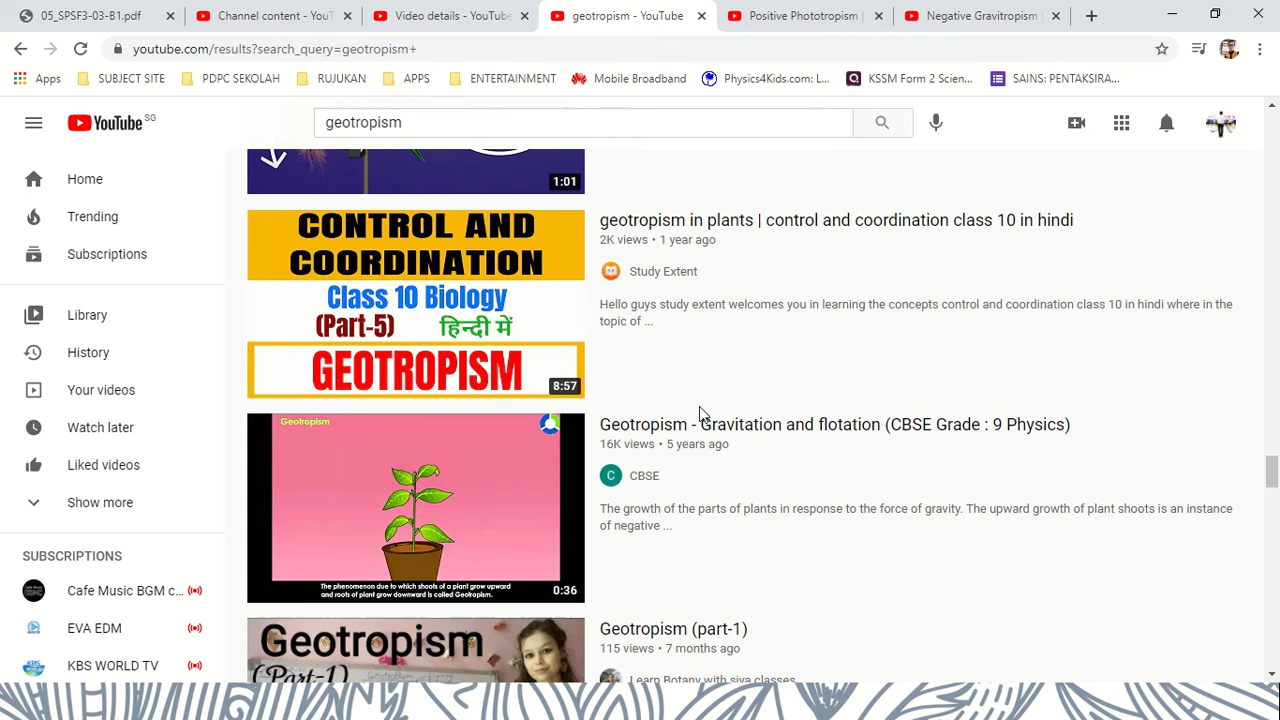 05_SPSF3-03-B1.pdf
Channel content - YouT
Video details - YouTube
geotropism - YouTube
Positive Phototropism
Negative Gravitropism
youtube.com/results?search_query=geotropism+
Apps
SUBJECT SITE
PDPC SEKOLAH
RUJUKAN
APPS
ENTERTAINMENT
Mobile Broadband
Physics4Kids.com: L...
KSSM Form 2 Scien...
SAINS: PENTAKSIRA...
YouTube SG
geotropism
Home
Trending
Subscriptions
Library
History
Your videos
Watch later
Liked videos
Show more
SUBSCRIPTIONS
Cafe Music BGM c...
EVA EDM
KBS WORLD TV
1:01
CONTROL AND
COORDINATION
Class 10 Biology
(Part-5) हिन्दी में
GEOTROPISM
8:57
geotropism in plants | control and coordination class 10 in hindi
2K views • 1 year ago
Study Extent
Hello guys study extent welcomes you in learning the concepts control and coordination class 10 in hindi where in the
topic of ...
Geotropism
The phenomenon due to which shoots of a plant grow upward
and roots of plant grow downward is called Geotropism.
0:36
Geotropism - Gravitation and flotation (CBSE Grade : 9 Physics)
16K views • 5 years ago
C CBSE
The growth of the parts of plants in response to the force of gravity. The upward growth of plant shoots is an instance
of negative ...
Geotropism
(Part-1)
Geotropism (part-1)
115 views • 7 months ago
Learn Botany with siva classes